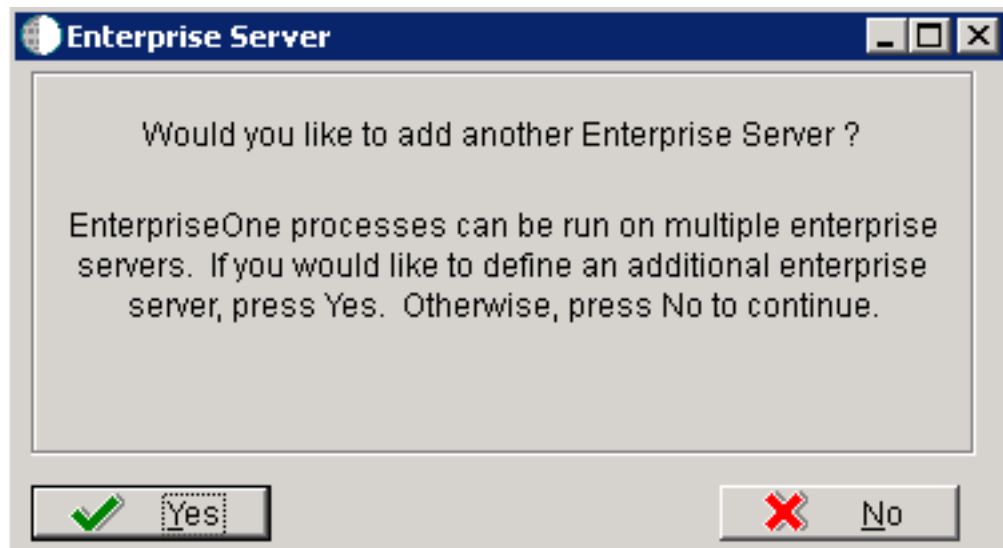 Enterprise Server
Would you like to add another Enterprise Server ?
EnterpriseOne processes can be run on multiple enterprise
servers. If you would like to define an additional enterprise
server, press Yes. Otherwise, press No to continue.
Yes
No